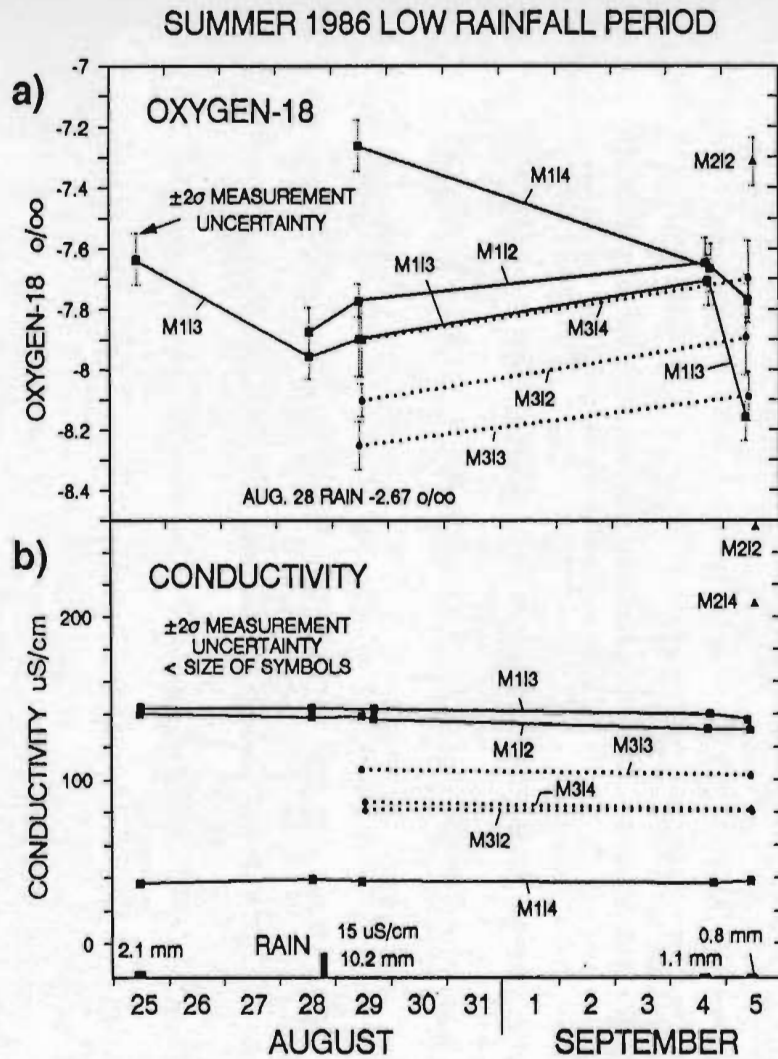 SUMMER 1986 LOW RAINFALL PERIOD
a)
OXYGEN-18
-7
-7.2
-7.4
-7.6
-7.8
-8
-8.2
-8.4
OXYGEN-18 o/oo
±2σ MEASUREMENT
UNCERTAINTY
M1I3
M1I4
M1I2
M1I3
M3I4
M3I2
M3I3
M1I3
M2I2
AUG. 28 RAIN -2.67 o/oo
b)
CONDUCTIVITY
±2σ MEASUREMENT
UNCERTAINTY
< SIZE OF SYMBOLS
200
100
0
CONDUCTIVITY uS/cm
M2I2
M2I4
M1I3
M1I2
M3I3
M3I4
M3I2
M1I4
2.1 mm
RAIN
15 uS/cm
10.2 mm
1.1 mm
0.8 mm
25 26 27 28 29 30 31 1 2 3 4 5
AUGUST SEPTEMBER